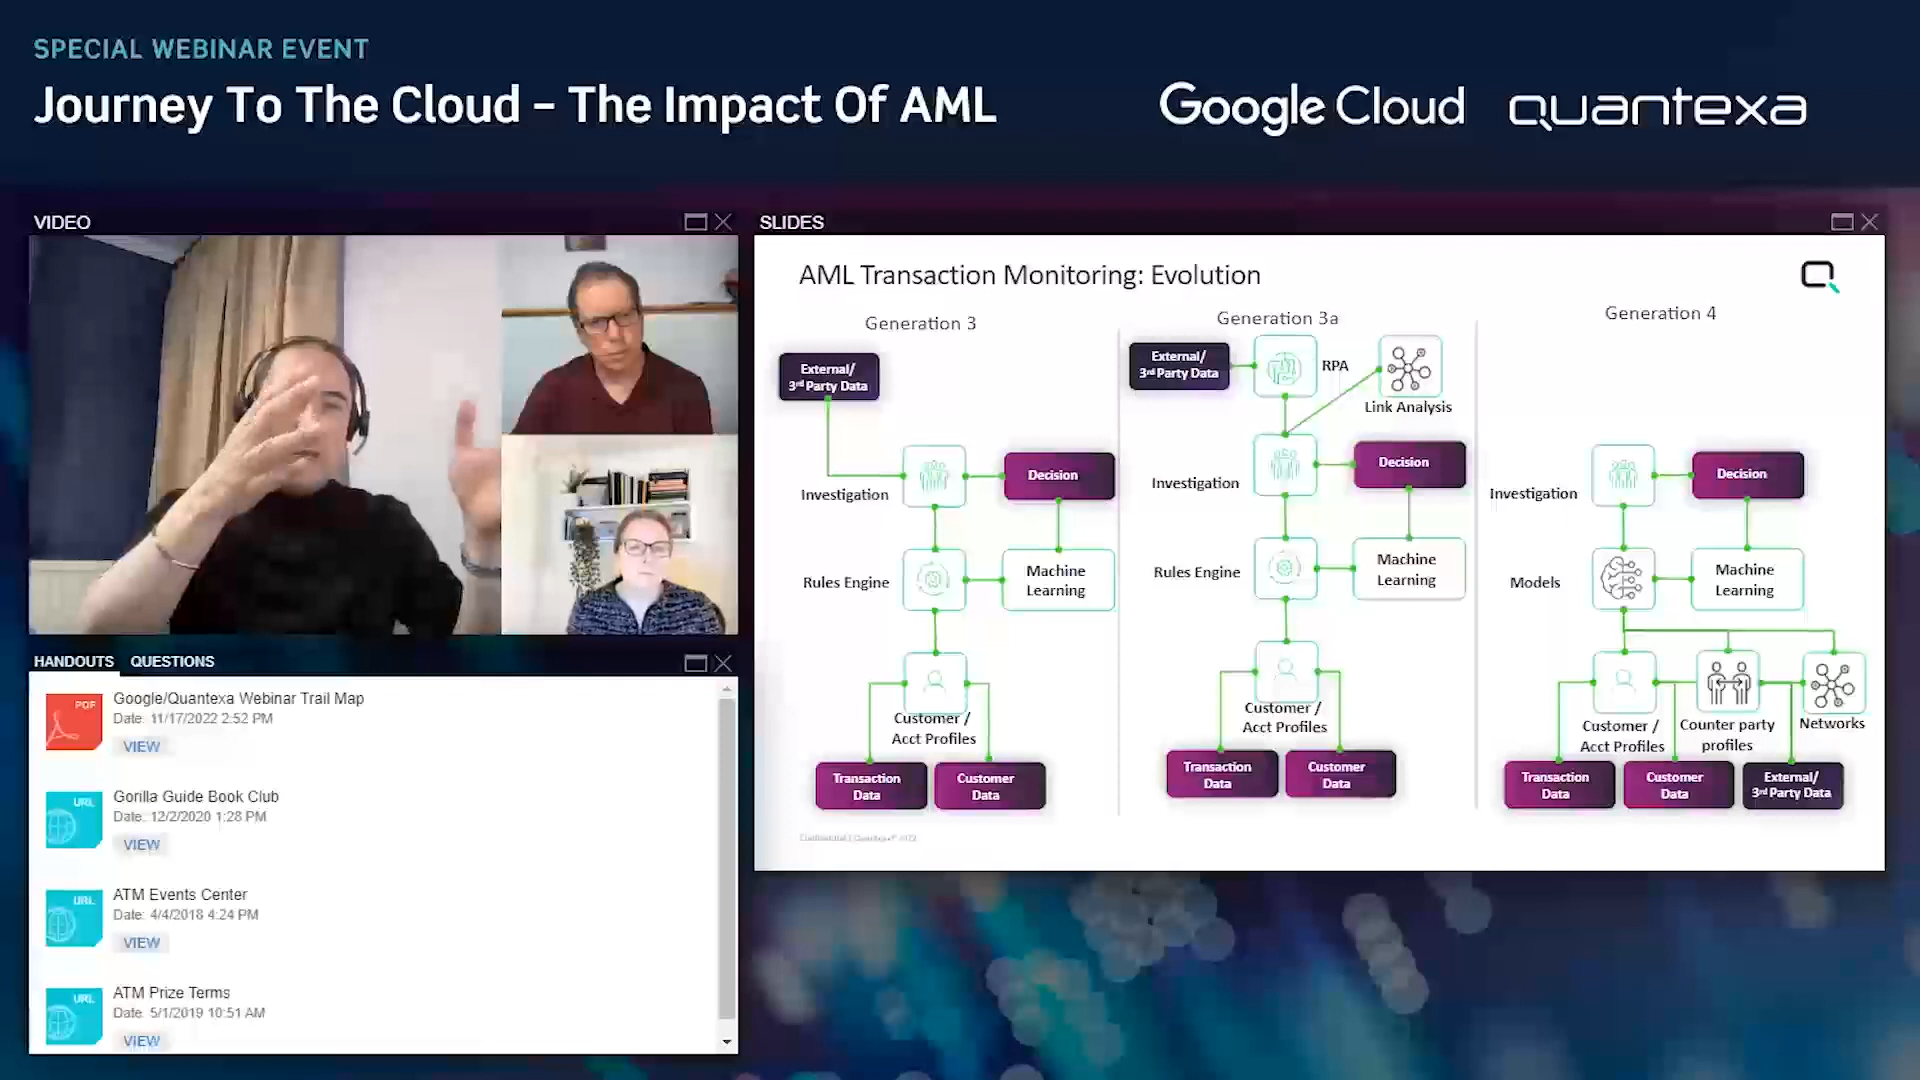 SPECIAL WEBINAR EVENT
Journey To The Cloud – The Impact Of AML
Google Cloud
quantexa
VIDEO
SLIDES
AML Transaction Monitoring: Evolution
Generation 3
External/
3rd Party Data
Investigation
Decision
Rules Engine
Machine
Learning
Customer /
Acct Profiles
Transaction
Data
Customer
Data
Generation 3a
External/
3rd Party Data
RPA
Link Analysis
Investigation
Decision
Rules Engine
Machine
Learning
Customer /
Acct Profiles
Transaction
Data
Customer
Data
Generation 4
Investigation
Decision
Models
Machine
Learning
Customer /
Acct Profiles
Counter party
profiles
Networks
Transaction
Data
Customer
Data
External/
3rd Party Data
HANDOUTS
QUESTIONS
PDF
Google/Quantexa Webinar Trail Map
Date: 11/17/2022 2:52 PM
VIEW
URL
Gorilla Guide Book Club
Date: 12/2/2020 1:28 PM
VIEW
URL
ATM Events Center
Date: 4/4/2018 4:24 PM
VIEW
URL
ATM Prize Terms
Date: 5/1/2019 10:51 AM
VIEW